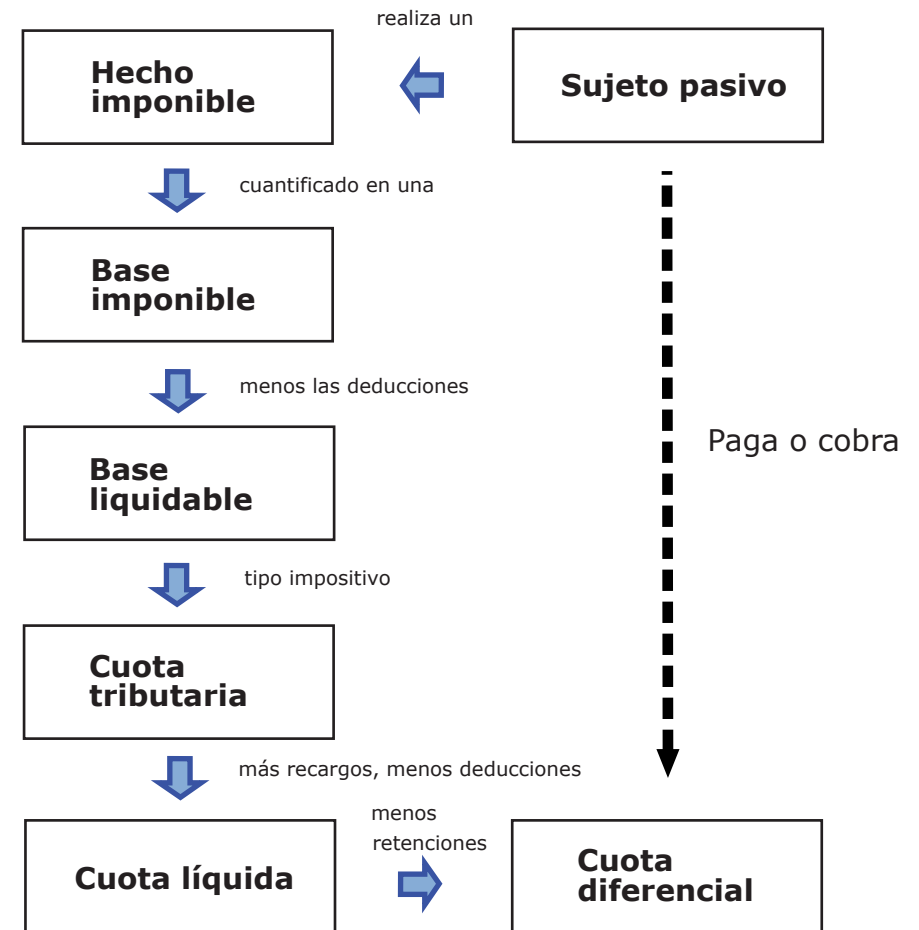 realiza un
Hecho
imponible
Sujeto pasivo
cuantificado en una
Base
imponible
menos las deducciones
Paga o cobra
Base
liquidable
tipo impositivo
Cuota
tributaria
más recargos, menos deducciones
menos
retenciones
Cuota líquida
Cuota
diferencial